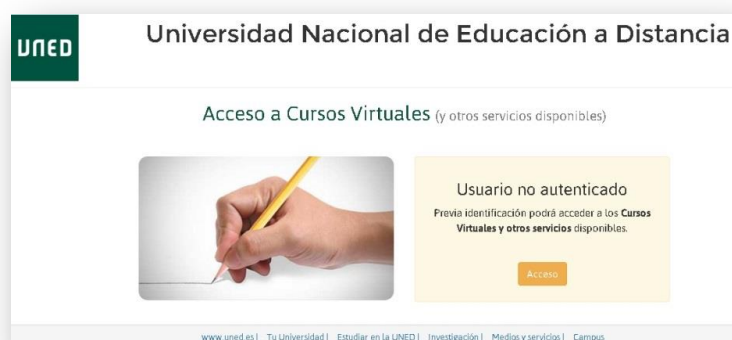 UNED
Universidad Nacional de Educación a Distancia
Acceso a Cursos Virtuales (y otros servicios disponibles)
Usuario no autenticado
Previa identificación podrá acceder a los Cursos
Virtuales y otros servicios disponibles.
Acceso
www.uned.es | Tu Universidad | Estudiar en la UNED | Investigación | Medios y servicios | Campus